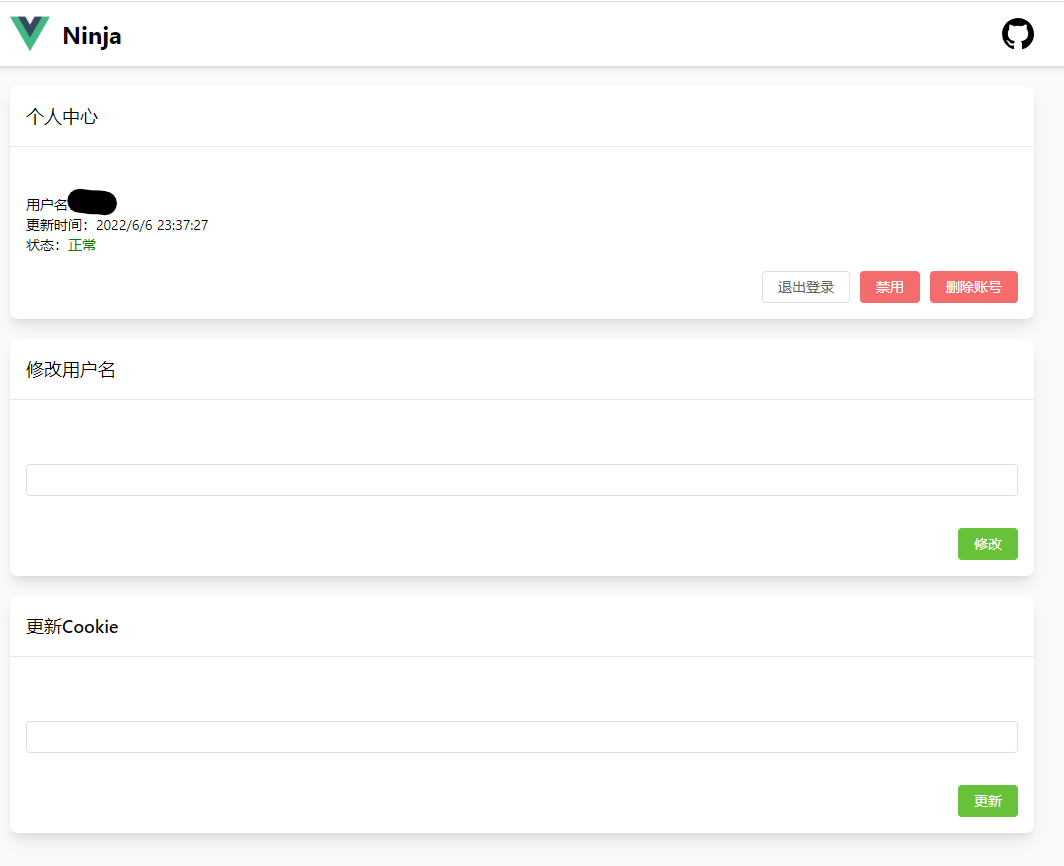 Ninja
个人中心
用户名
更新时间：2022/6/6 23:37:27
状态：正常
退出登录 禁用 删除账号
修改用户名
修改
更新Cookie
更新